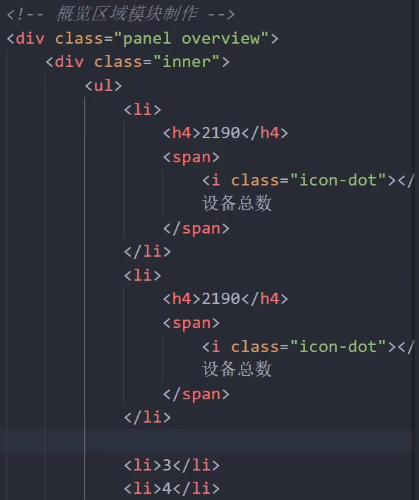 <!-- 概览区域模块制作 -->
<div class="panel overview">
<div class="inner">
<ul>
<li>
<h4>2190</h4>
<span>
<i class="icon-dot"></
设备总数
</span>
</li>
<li>
<h4>2190</h4>
<span>
<i class="icon-dot"></
设备总数
</span>
</li>
<li>3</li>
<li>4</li>